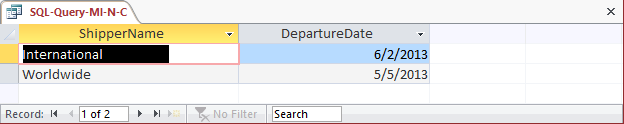 SQL-Query-MI-N-C
ShipperName DepartureDate
International 6/2/2013
Worldwide 5/5/2013
Record: 1 of 2 No Filter Search